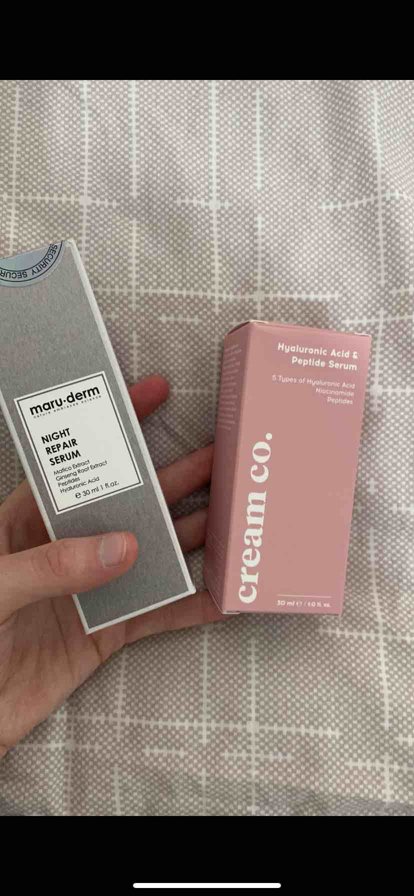 SECURITY SECUR
maru·derm
NIGHT
REPAIR
SERUM
Matico Extract
Ginseng Root Extract
Peptides
Hyaluronic Acid
℮ 30 ml 1 fl.oz.
Hyaluronic Acid &
Peptide Serum
5 Types of Hyaluronic Acid
Niacinamide
Peptides
cream co.
30 ml ℮ / 1.0 fl. oz.